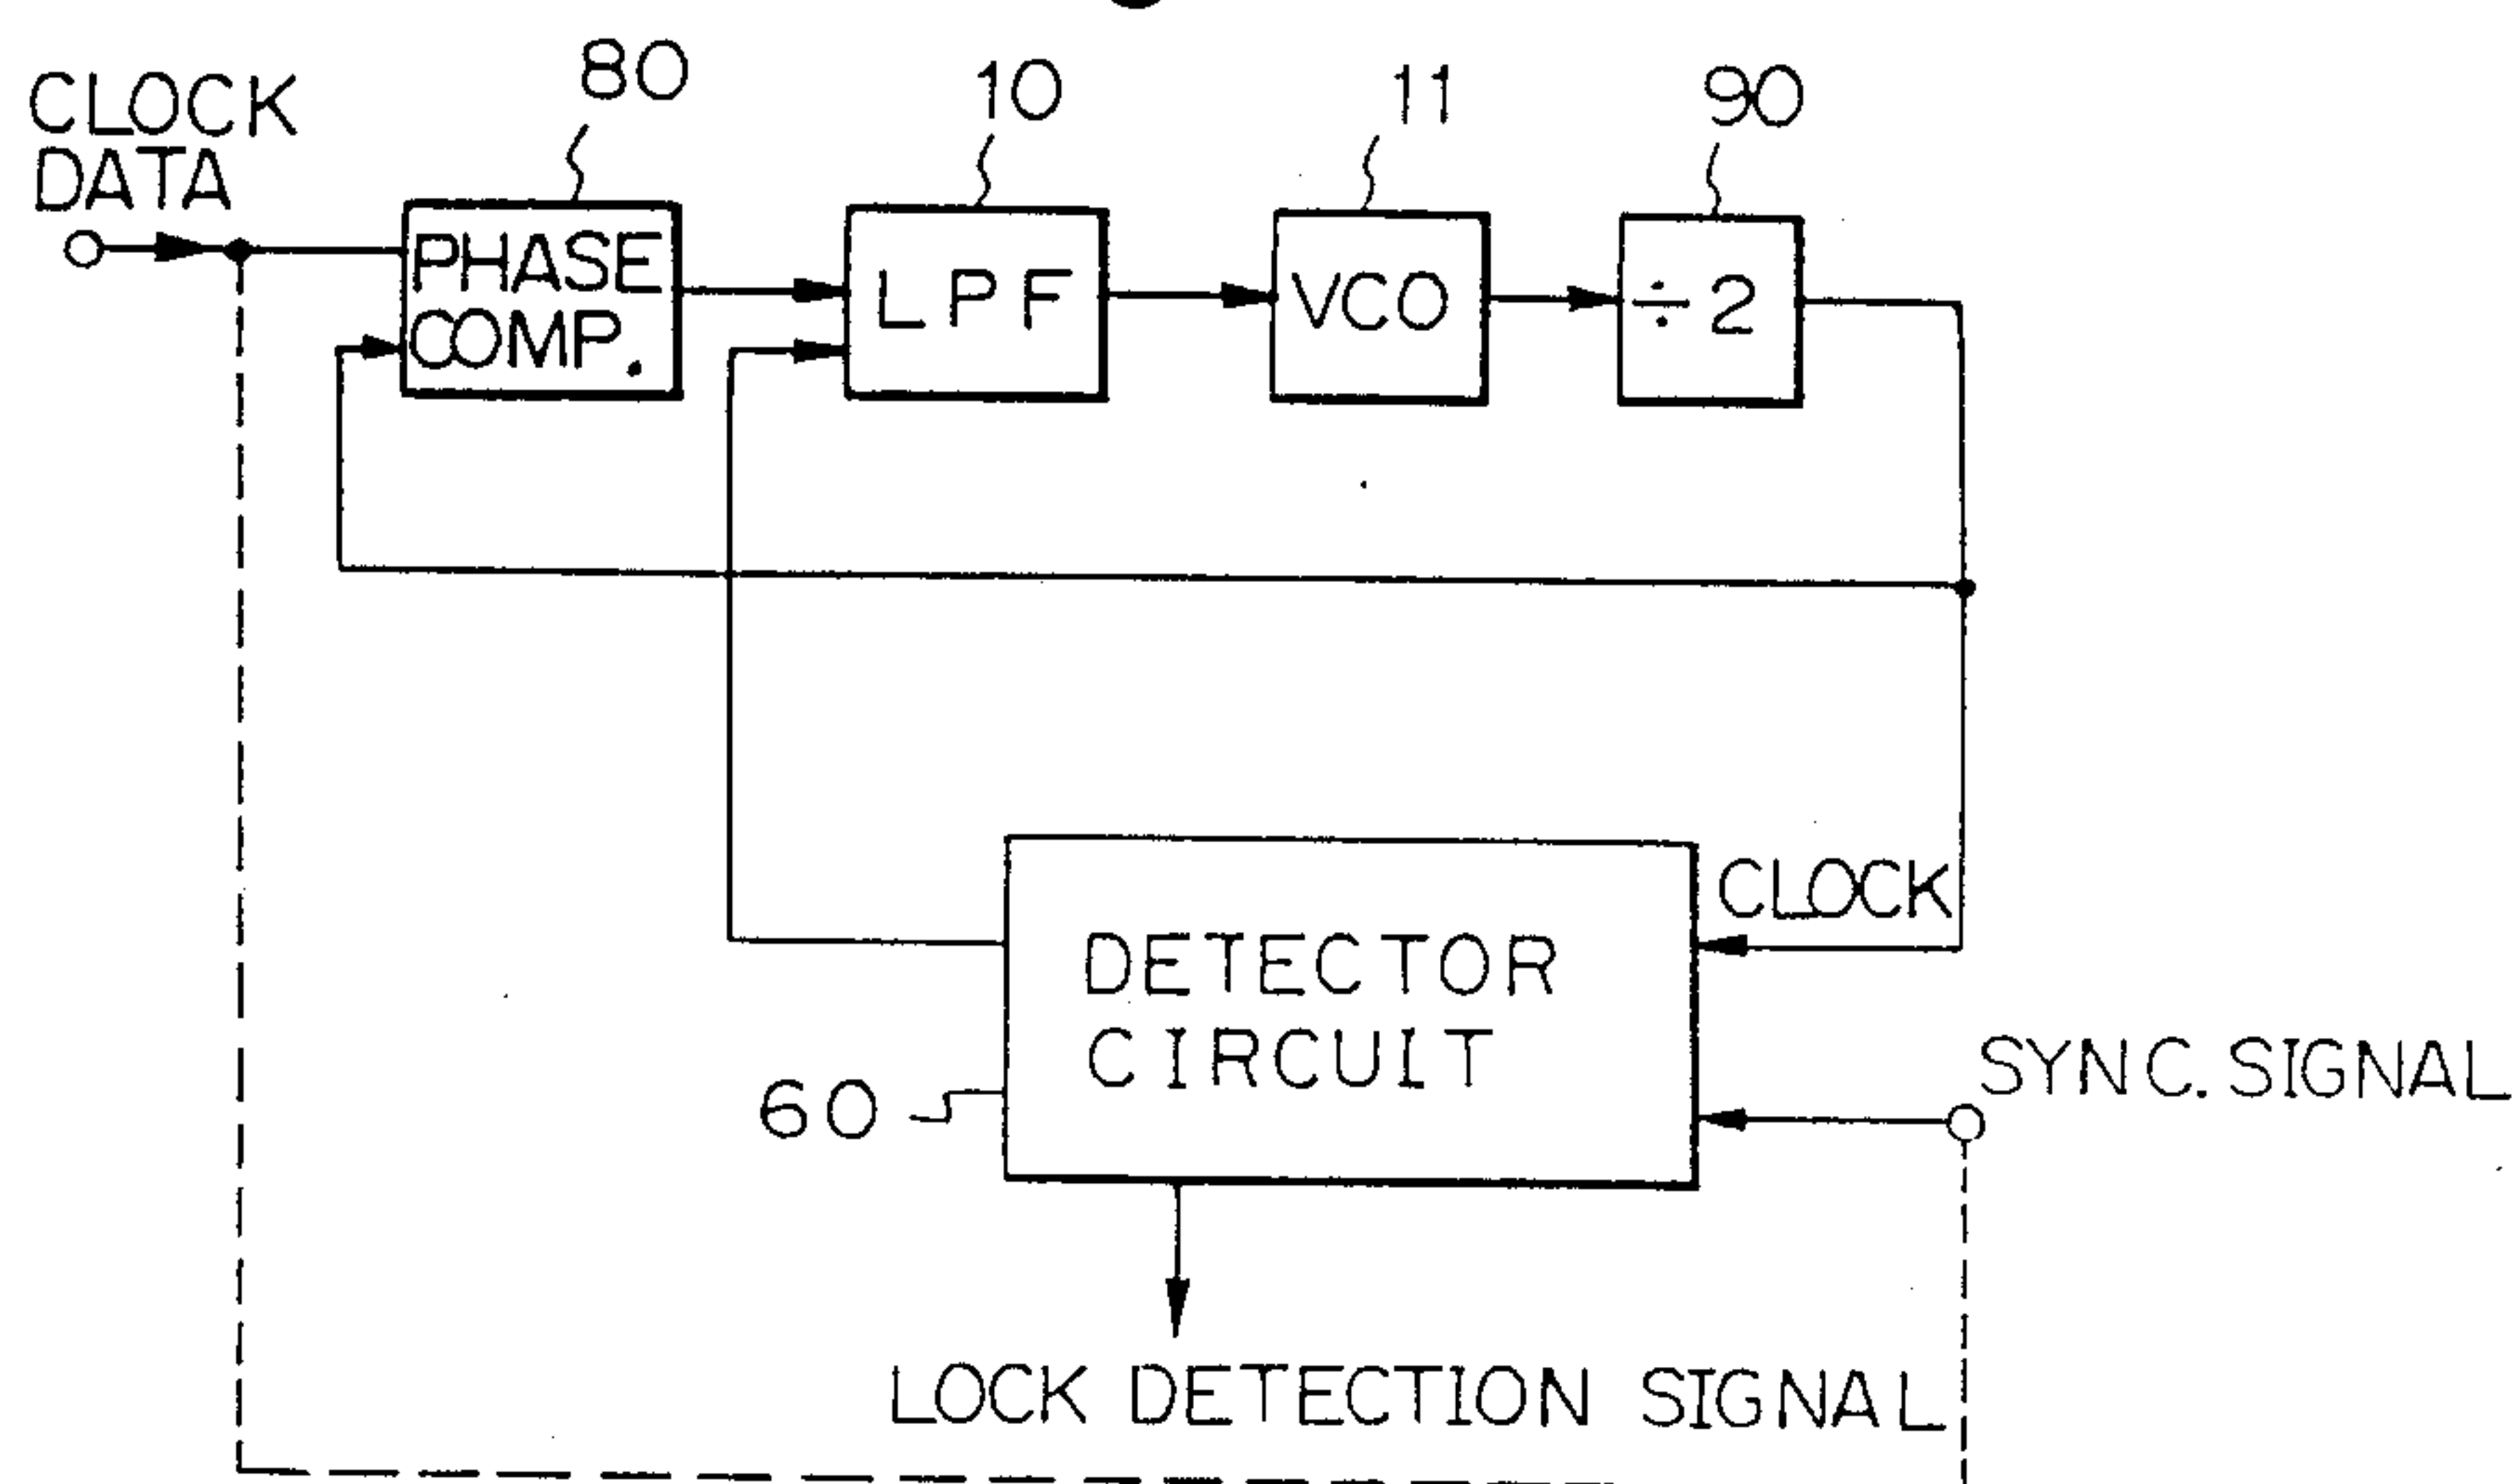 CLOCK
DATA
80
10
11
90
PHASE
COMP.
LPF
VCO
÷2
CLOCK
DETECTOR
CIRCUIT
60
SYNC. SIGNAL
LOCK DETECTION SIGNAL